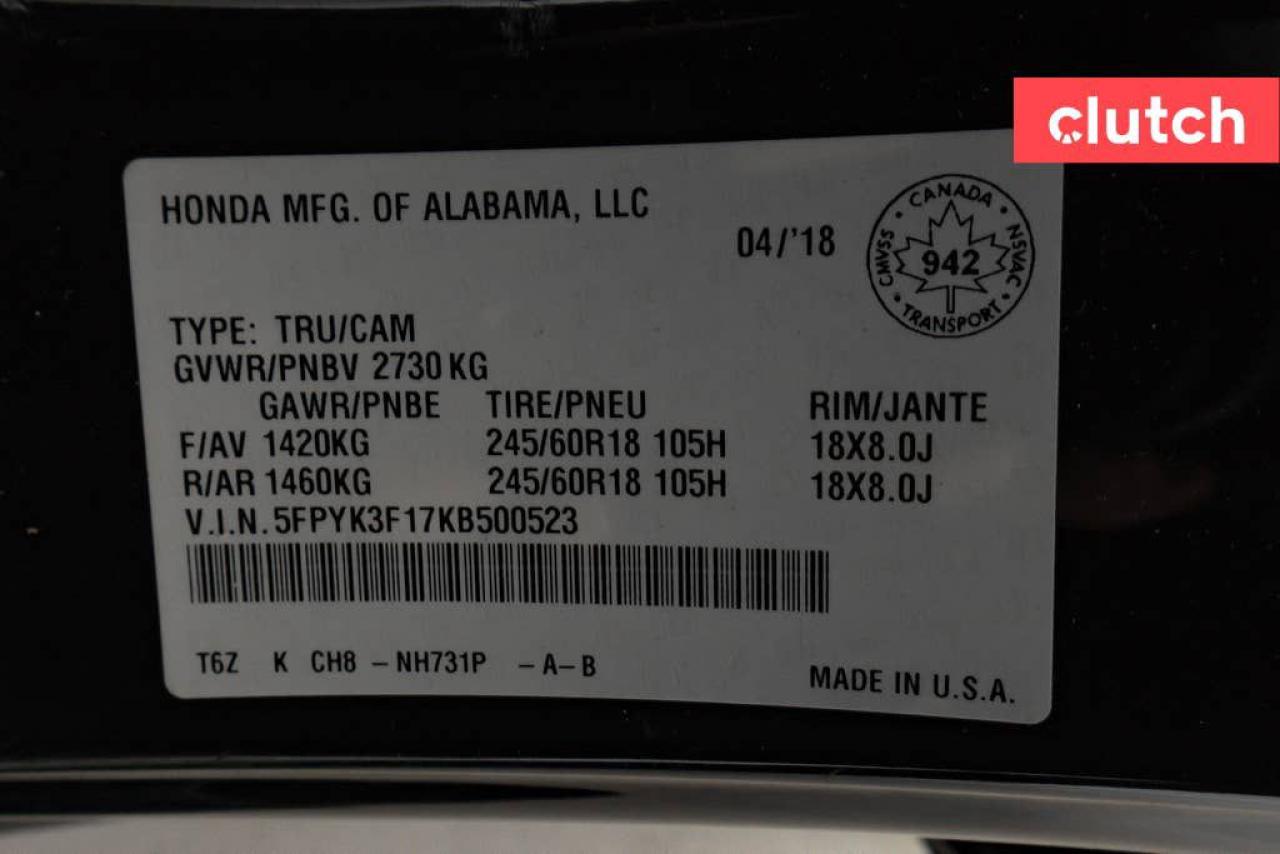 clutch
HONDA MFG. OF ALABAMA, LLC
04/'18
CANADA
CMVSS
942
NSVAC
TRANSPORT
TYPE: TRU/CAM
GVWR/PNBV 2730 KG
GAWR/PNBE TIRE/PNEU RIM/JANTE
F/AV 1420KG 245/60R18 105H 18X8.0J
R/AR 1460KG 245/60R18 105H 18X8.0J
V.I.N. 5FPYK3F17KB500523
T6Z K CH8 - NH731P - A - B
MADE IN U.S.A.